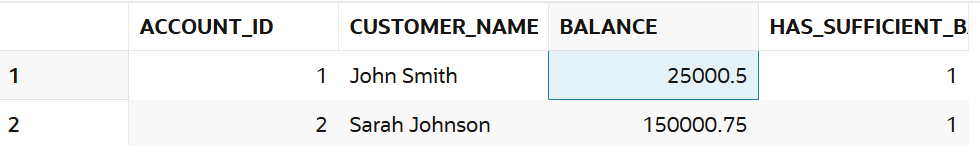 ACCOUNT_ID CUSTOMER_NAME BALANCE HAS_SUFFICIENT_B
1 1 John Smith 25000.5 1
2 2 Sarah Johnson 150000.75 1